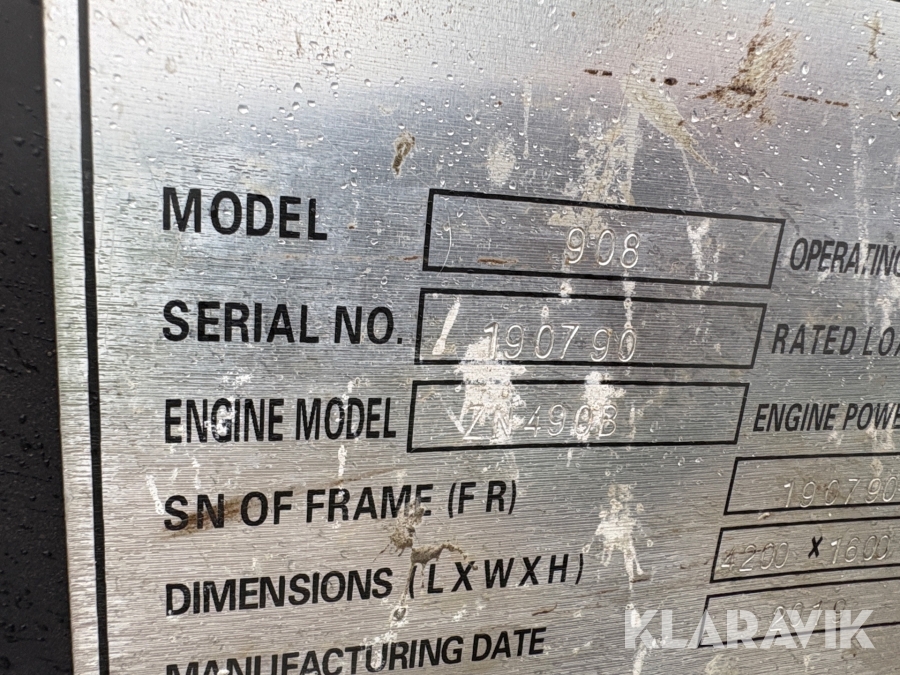 MODEL 908 OPERATING
SERIAL NO. 190790 RATED LOA
ENGINE MODEL ZN490B ENGINE POWE
SN OF FRAME (F R) 190790
DIMENSIONS (LXWXH) 4200 × 1600
MANUFACTURING DATE
KLARAVIK